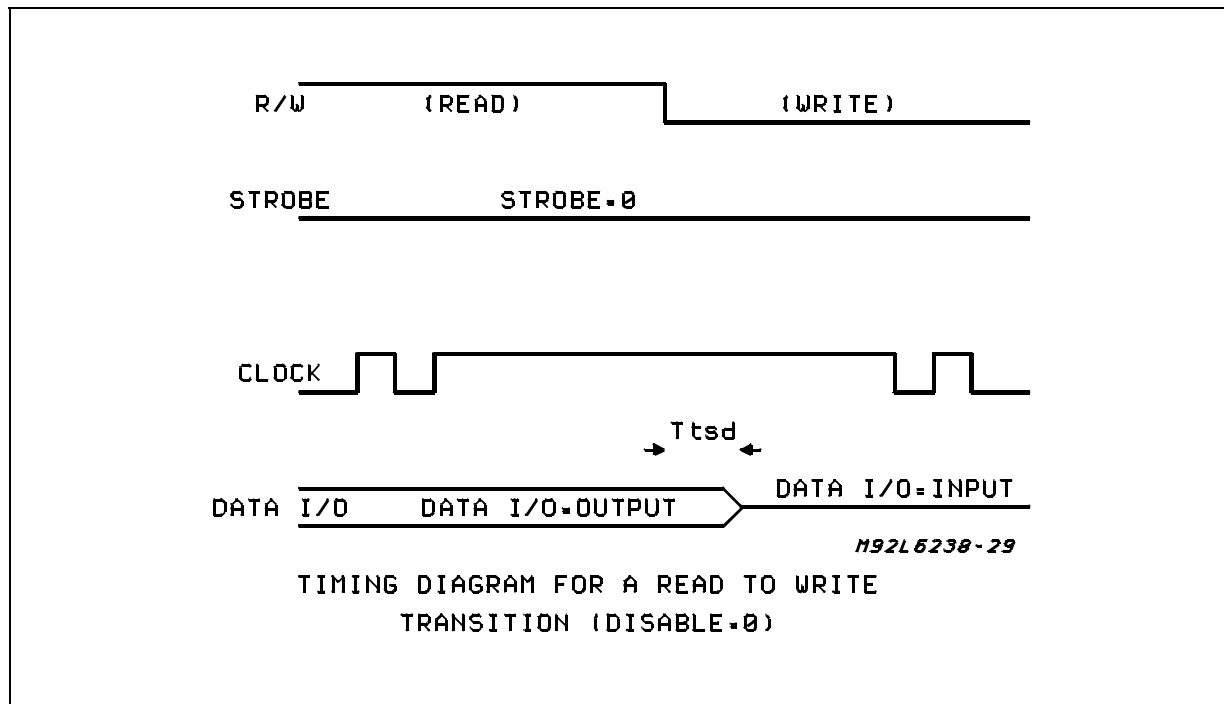 R/W (READ) (WRITE)
STROBE STROBE=0
CLOCK
Ttsd
DATA I/O DATA I/O=OUTPUT DATA I/O=INPUT
M92L6238-29
TIMING DIAGRAM FOR A READ TO WRITE
TRANSITION (DISABLE=0)